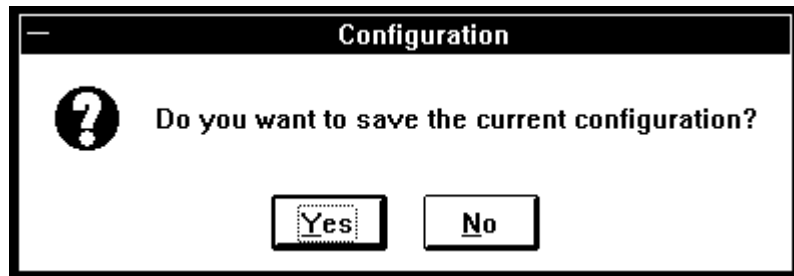 Configuration
Do you want to save the current configuration?
Yes No